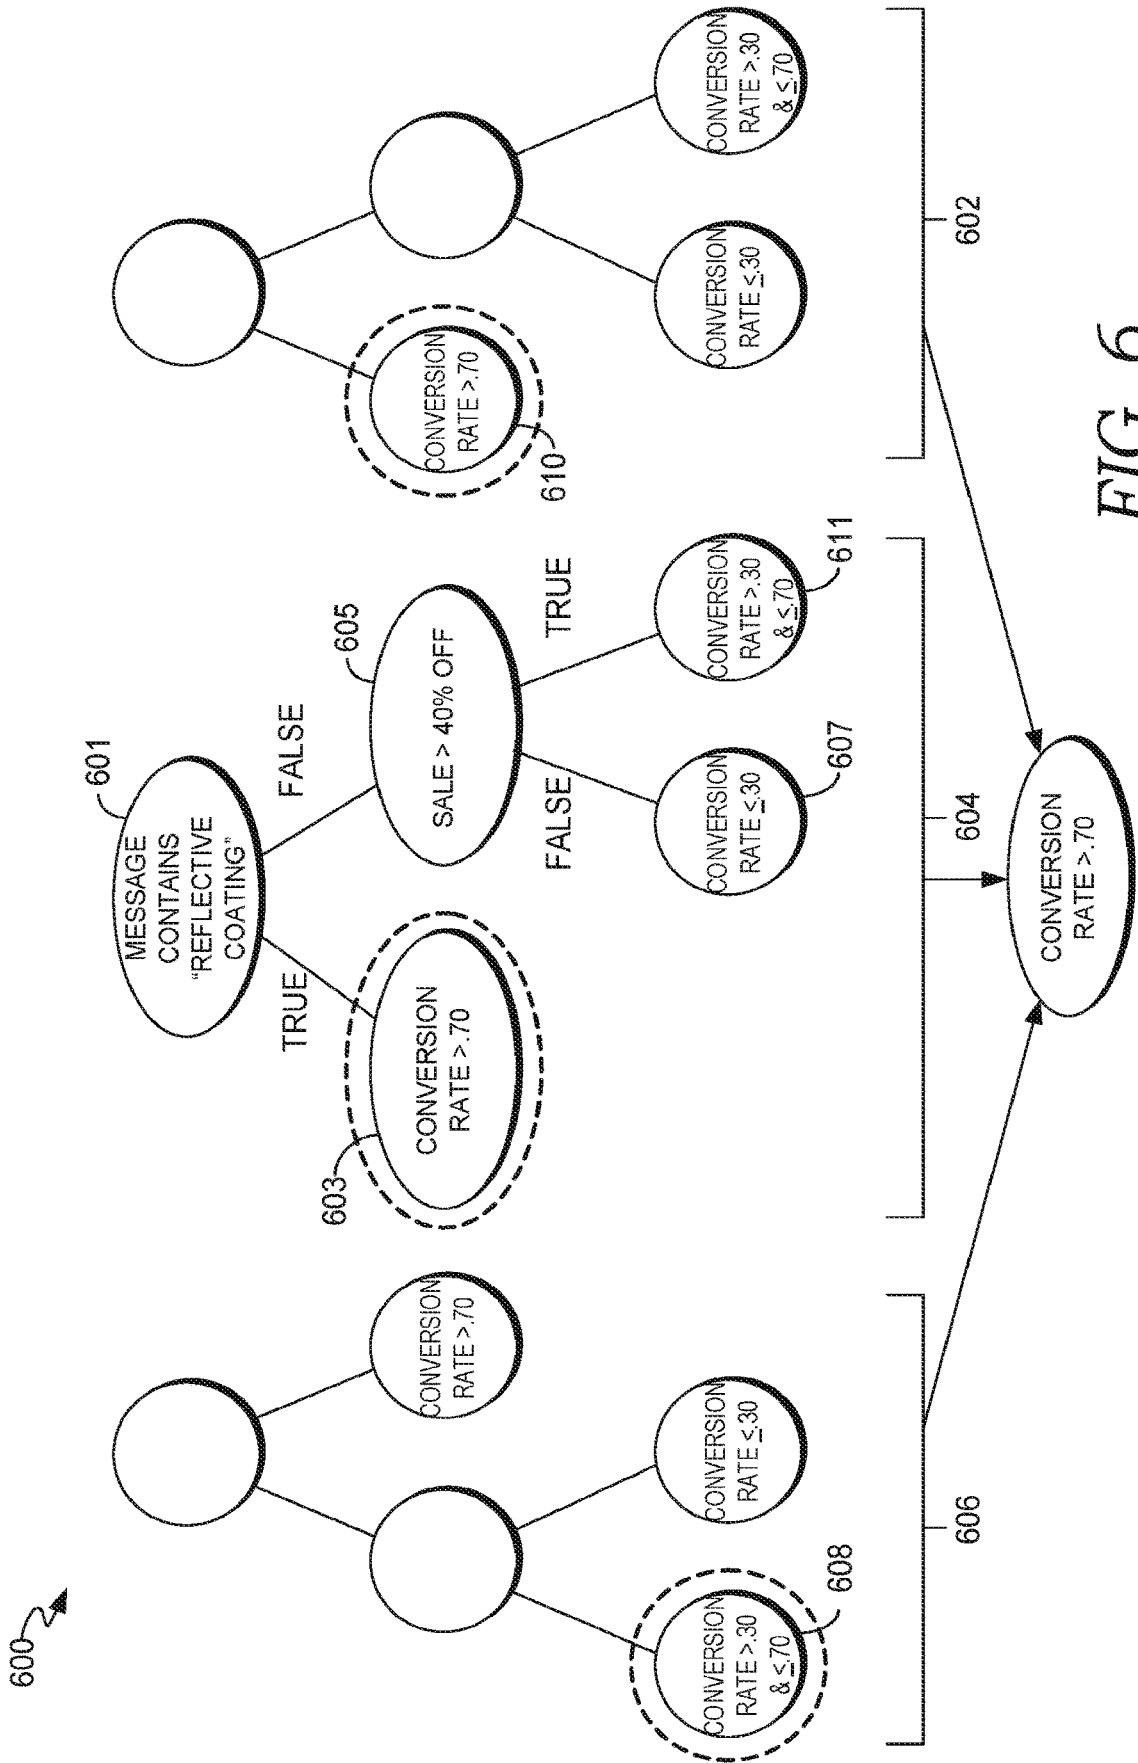 600
CONVERSION
RATE >.70
CONVERSION
RATE >.30
& ≤.70
608
CONVERSION
RATE ≤.30
606
MESSAGE
CONTAINS
“REFLECTIVE
COATING”
601
TRUE
FALSE
603
CONVERSION
RATE >.70
SALE > 40% OFF
605
FALSE
TRUE
CONVERSION
RATE ≤.30
607
CONVERSION
RATE >.30
& ≤.70
611
604
CONVERSION
RATE >.70
610
CONVERSION
RATE ≤.30
CONVERSION
RATE >.30
& ≤.70
602
CONVERSION
RATE >.70
FIG. 6